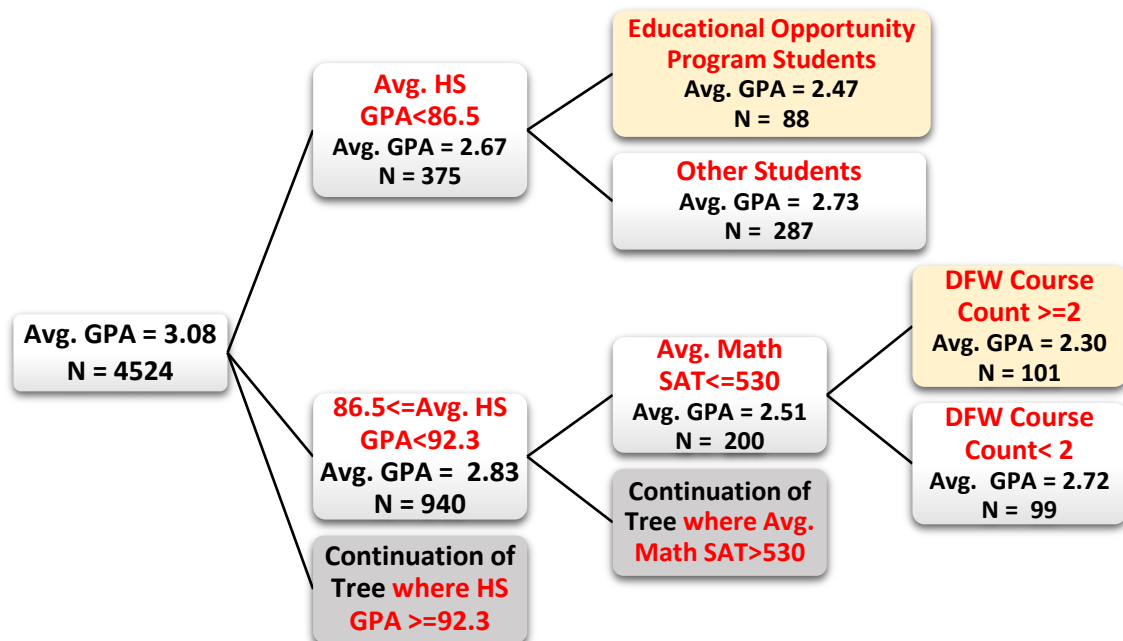 Educational Opportunity
Program Students
Avg. GPA = 2.47
N = 88
Avg. HS
GPA<86.5
Avg. GPA = 2.67
N = 375
Other Students
Avg. GPA = 2.73
N = 287
Avg. GPA = 3.08
N = 4524
DFW Course
Count >=2
Avg. GPA = 2.30
N = 101
Avg. Math
SAT<=530
Avg. GPA = 2.51
N = 200
86.5<=Avg. HS
GPA<92.3
Avg. GPA = 2.83
N = 940
DFW Course
Count< 2
Avg. GPA = 2.72
N = 99
Continuation of
Tree where Avg.
Math SAT>530
Continuation of
Tree where HS
GPA >=92.3